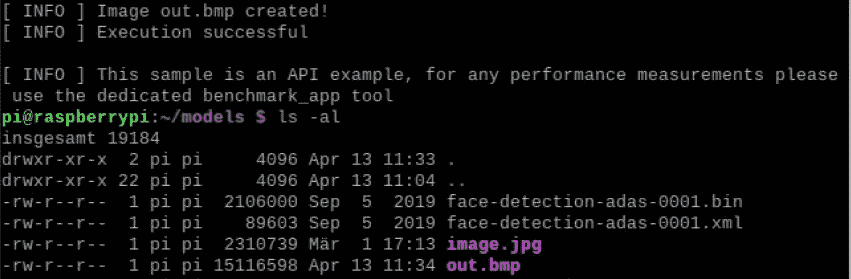 [ INFO ] Image out.bmp created!
[ INFO ] Execution successful
[ INFO ] This sample is an API example, for any performance measurements please
 use the dedicated benchmark_app tool
pi@raspberrypi:~/models $ ls -al
insgesamt 19184
drwxr-xr-x  2 pi pi     4096 Apr 13 11:33 .
drwxr-xr-x 22 pi pi     4096 Apr 13 11:04 ..
-rw-r--r--  1 pi pi  2106000 Sep  5  2019 face-detection-adas-0001.bin
-rw-r--r--  1 pi pi    89603 Sep  5  2019 face-detection-adas-0001.xml
-rw-r--r--  1 pi pi  2310739 Mär  1 17:13 image.jpg
-rw-r--r--  1 pi pi 15116598 Apr 13 11:34 out.bmp